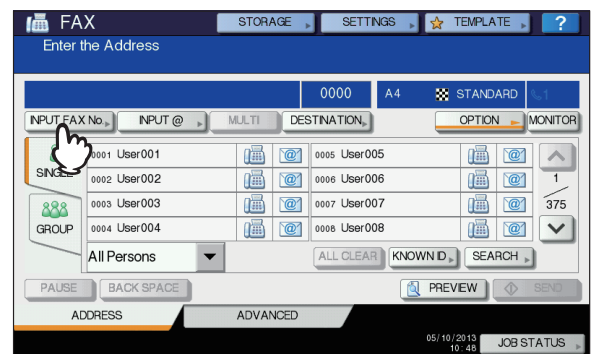 FAX STORAGE SETTINGS TEMPLATE ?
Enter the Address
0000 A4 STANDARD 1
INPUT FAX No. INPUT @ MULTI DESTINATION OPTION MONITOR
SINGLE
0001 User001 0005 User005
0002 User002 0006 User006
0003 User003 0007 User007
0004 User004 0008 User008
1
375
GROUP
All Persons ALL CLEAR KNOWN ID SEARCH
PAUSE BACK SPACE PREVIEW SEND
ADDRESS ADVANCED
05/10/2013
10:48
JOB STATUS